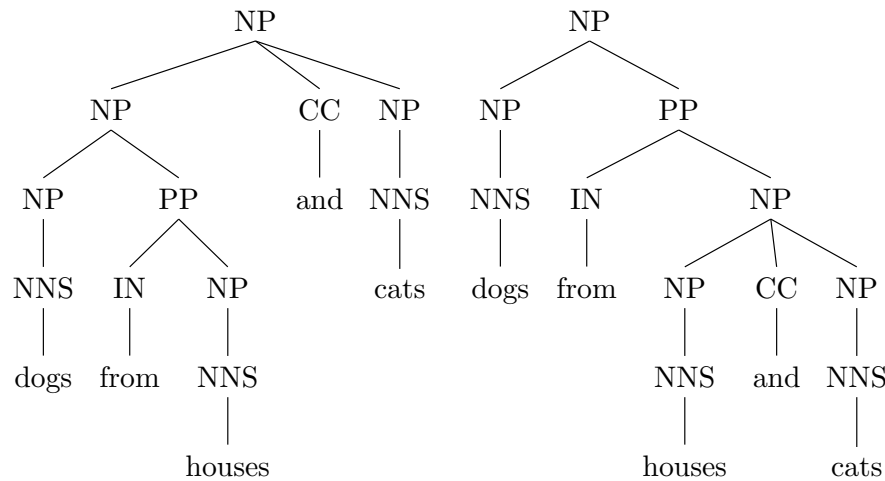 NP NP
NP CC NP NP PP
NP PP and NNS NNS IN NP
NNS IN NP cats dogs from NP CC NP
dogs from NNS NNS and NNS
houses houses cats